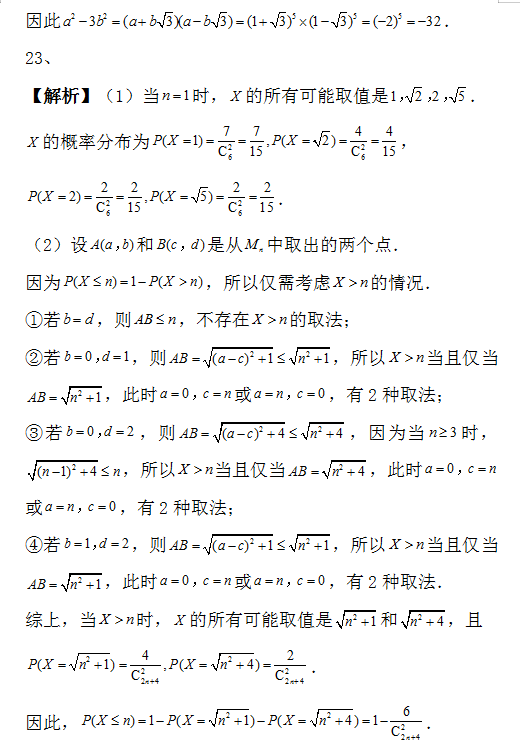 因此 a² − 3b² = (a+b√3)(a−b√3) = (1+√3)⁵ × (1−√3)⁵ = (−2)⁵ = −32．
23、
【解析】（1）当 n=1 时，X 的所有可能取值是 1，√2，2，√5．
X 的概率分布为 P(X=1) = 7/C₆² = 7/15, P(X=√2) = 4/C₆² = 4/15，
P(X=2) = 2/C₆² = 2/15, P(X=√5) = 2/C₆² = 2/15．
（2）设 A(a，b) 和 B(c，d) 是从 Mₙ 中取出的两个点．
因为 P(X≤n) = 1−P(X>n)，所以仅需考虑 X>n 的情况．
①若 b=d，则 AB≤n，不存在 X>n 的取法；
②若 b=0，d=1，则 AB = √((a−c)²+1) ≤ √(n²+1)，所以 X>n 当且仅当
AB = √(n²+1)，此时 a=0，c=n 或 a=n，c=0，有 2 种取法；
③若 b=0，d=2，则 AB = √((a−c)²+4) ≤ √(n²+4)，因为当 n≥3 时，
√((n−1)²+4) ≤ n，所以 X>n 当且仅当 AB = √(n²+4)，此时 a=0，c=n
或 a=n，c=0，有 2 种取法；
④若 b=1，d=2，则 AB = √((a−c)²+1) ≤ √(n²+1)，所以 X>n 当且仅当
AB = √(n²+1)，此时 a=0，c=n 或 a=n，c=0，有 2 种取法．
综上，当 X>n 时，X 的所有可能取值是 √(n²+1) 和 √(n²+4)，且
P(X=√(n²+1)) = 4/C₂ₙ₊₄², P(X=√(n²+4)) = 2/C₂ₙ₊₄²．
因此，P(X≤n) = 1−P(X=√(n²+1))−P(X=√(n²+4)) = 1−6/C₂ₙ₊₄²．